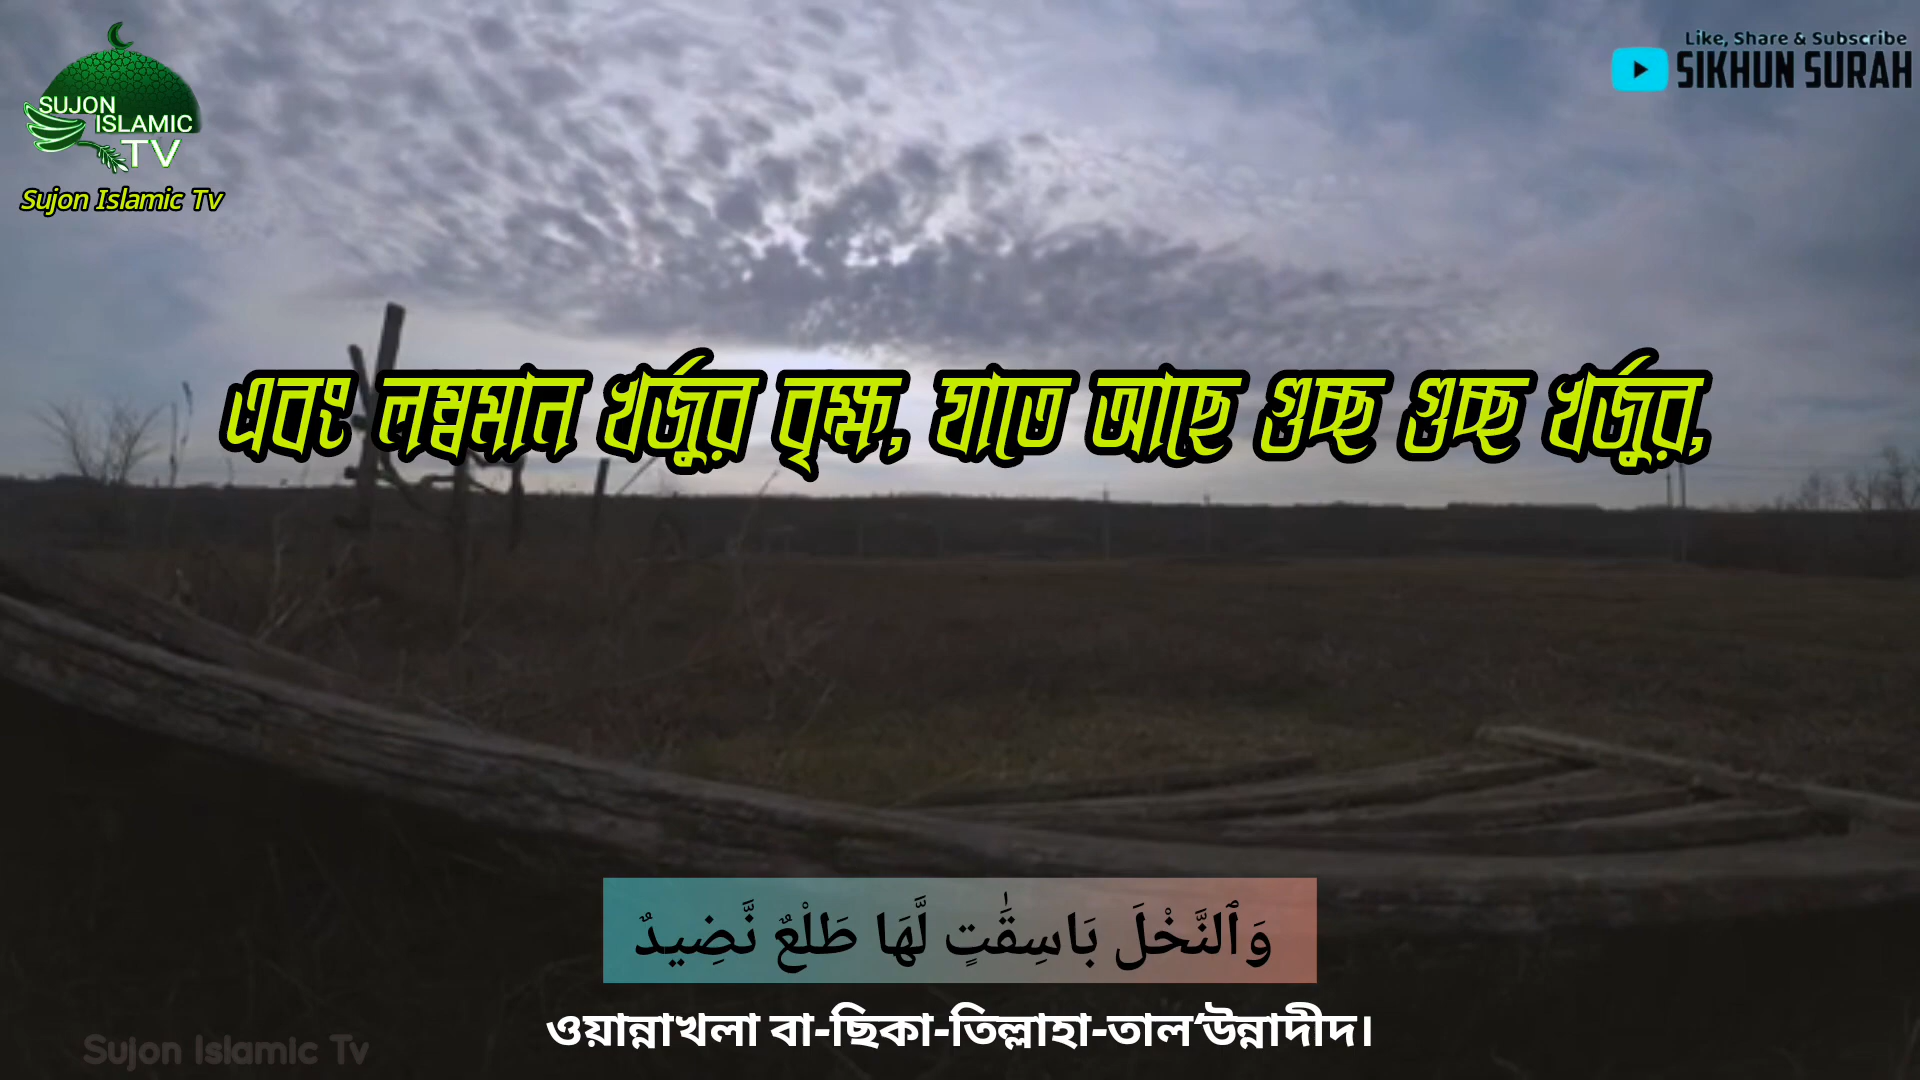 SUJON
ISLAMIC
TV
Sujon Islamic Tv
Like, Share & Subscribe
SIKHUN SURAH
এবং লম্বমান খর্জুর বৃক্ষ, যাতে আছে গুচ্ছ গুচ্ছ খর্জুর,
وَٱلنَّخْلَ بَاسِقَٰتٍ لَّهَا طَلْعٌ نَّضِيدٌ
ওয়ান্নাখলা বা-ছিকা-তিল্লাহা-তাল‘উন্নাদীদ।
Sujon Islamic Tv